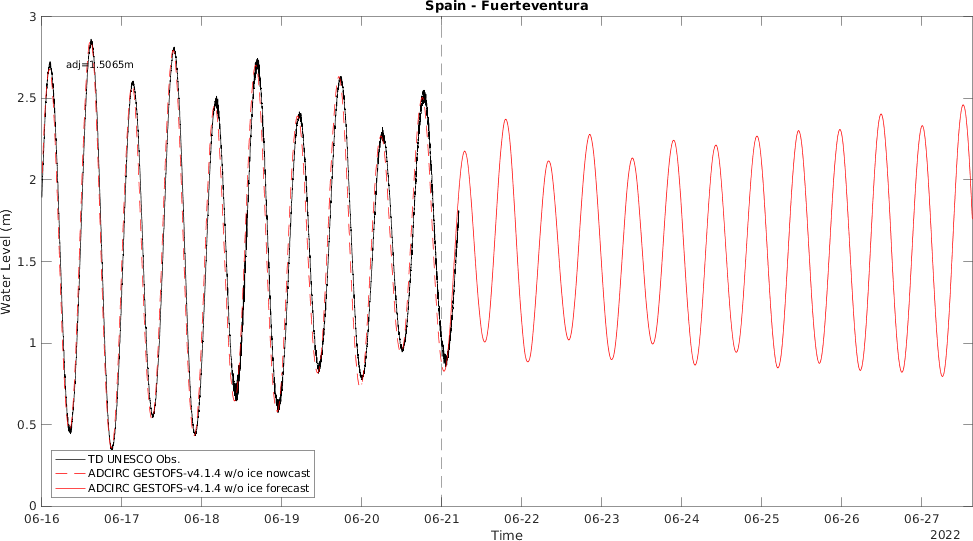 Spain - Fuerteventura
3
adj=1.5065m
2.5
2
1.5
1
0.5
0
Water Level (m)
TD UNESCO Obs.
ADCIRC GESTOFS-v4.1.4 w/o ice nowcast
ADCIRC GESTOFS-v4.1.4 w/o ice forecast
06-16 06-17 06-18 06-19 06-20 06-21 06-22 06-23 06-24 06-25 06-26 06-27
Time
2022